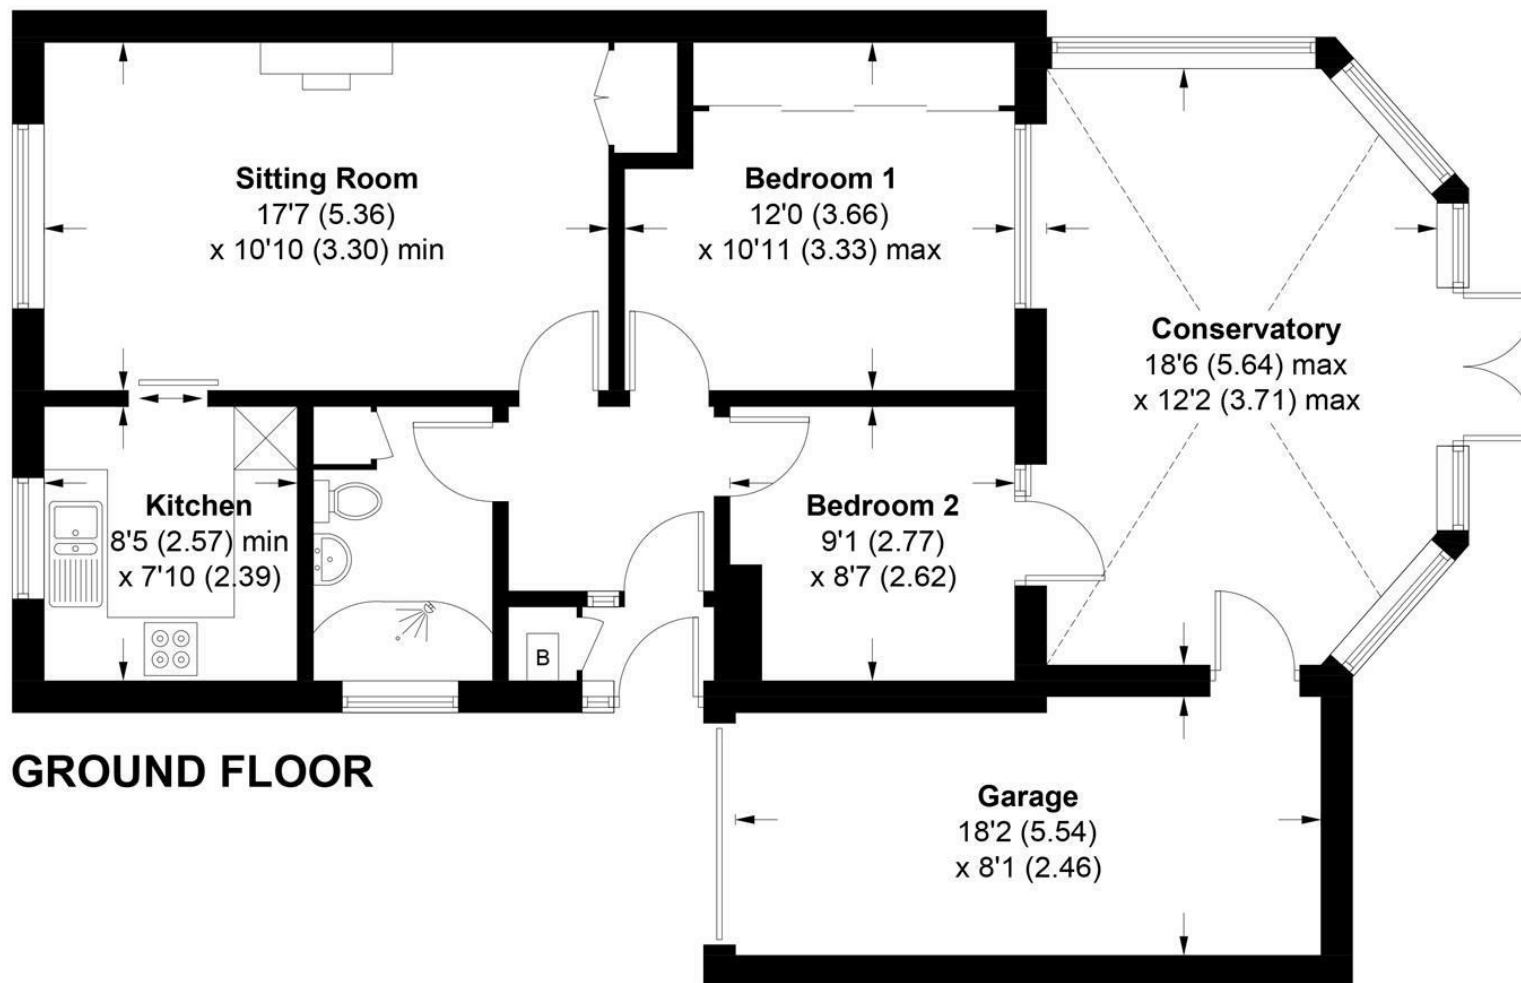 Sitting Room
17'7 (5.36)
x 10'10 (3.30) min
Bedroom 1
12'0 (3.66)
x 10'11 (3.33) max
Conservatory
18'6 (5.64) max
x 12'2 (3.71) max
Kitchen
8'5 (2.57) min
x 7'10 (2.39)
Bedroom 2
9'1 (2.77)
x 8'7 (2.62)
B
GROUND FLOOR
Garage
18'2 (5.54)
x 8'1 (2.46)